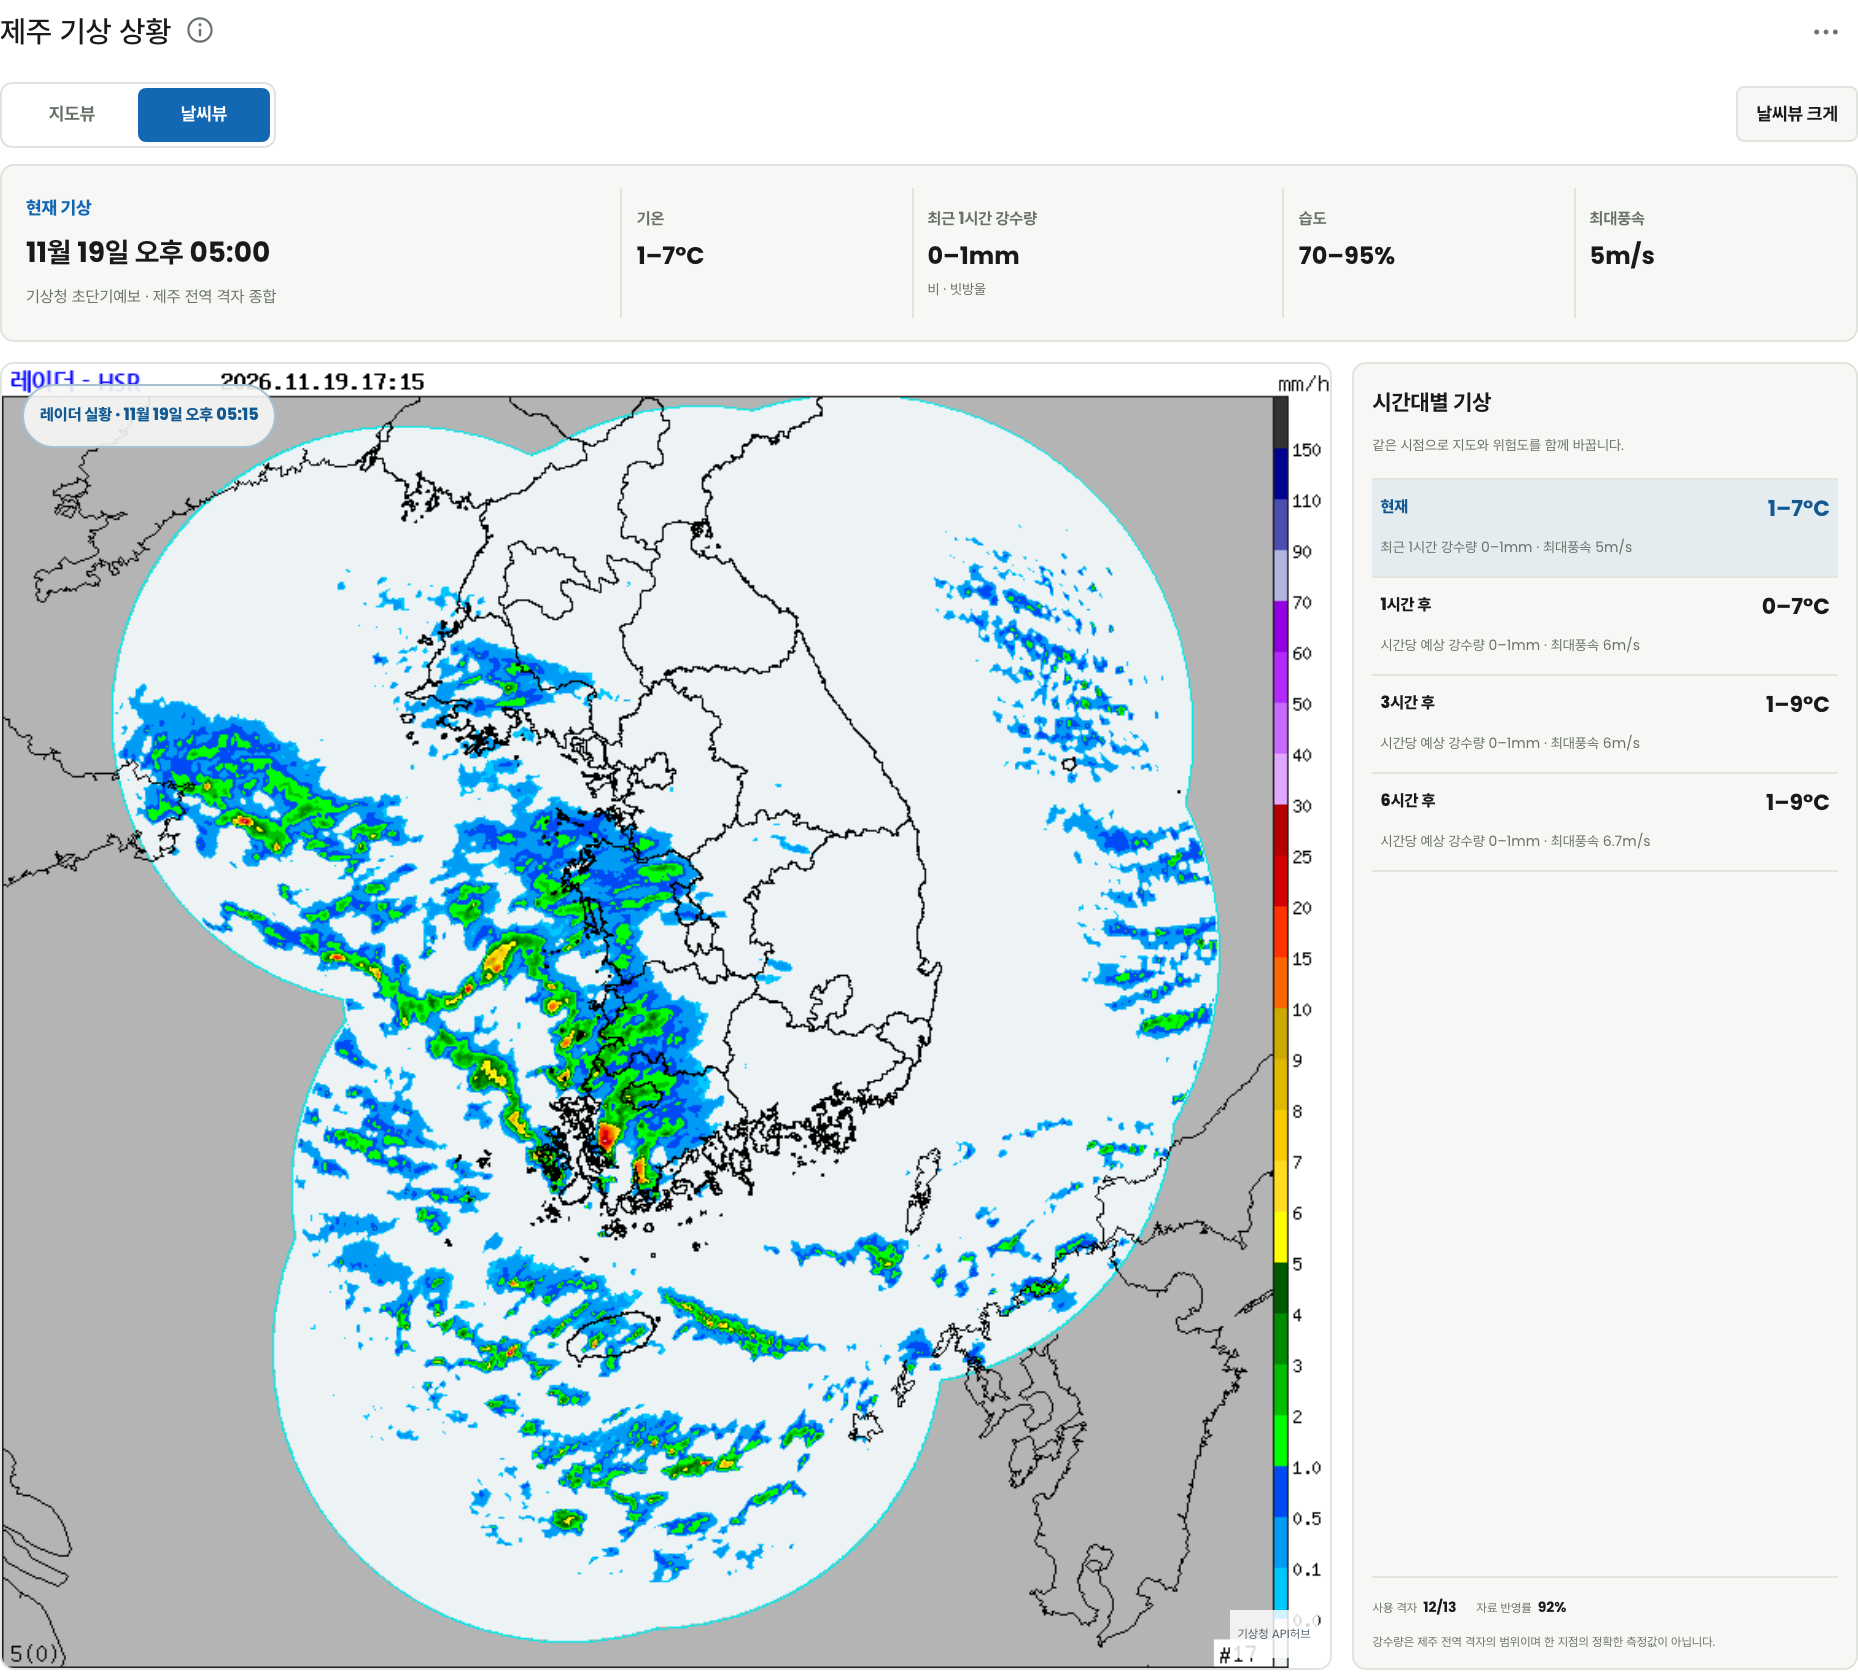 제주 기상 상황
지도뷰
날씨뷰
날씨뷰 크게
현재 기상
11월 19일 오후 05:00
기상청 초단기예보 · 제주 전역 격자 종합
기온
1–7°C
최근 1시간 강수량
0–1mm
비 · 빗방울
습도
70–95%
최대풍속
5m/s
레이더 - HSR
2026.11.19.17:15
mm/h
레이더 실황 · 11월 19일 오후 05:15
150
110
90
70
60
50
40
30
25
20
15
10
9
8
7
6
5
4
3
2
1.0
0.5
0.1
0.0
기상청 API허브
#17
5(0)
시간대별 기상
같은 시점으로 지도와 위험도를 함께 바꿉니다.
현재
1–7°C
최근 1시간 강수량 0–1mm · 최대풍속 5m/s
1시간 후
0–7°C
시간당 예상 강수량 0–1mm · 최대풍속 6m/s
3시간 후
1–9°C
시간당 예상 강수량 0–1mm · 최대풍속 6m/s
6시간 후
1–9°C
시간당 예상 강수량 0–1mm · 최대풍속 6.7m/s
사용 격자 12/13 자료 반영률 92%
강수량은 제주 전역 격자의 범위이며 한 지점의 정확한 측정값이 아닙니다.